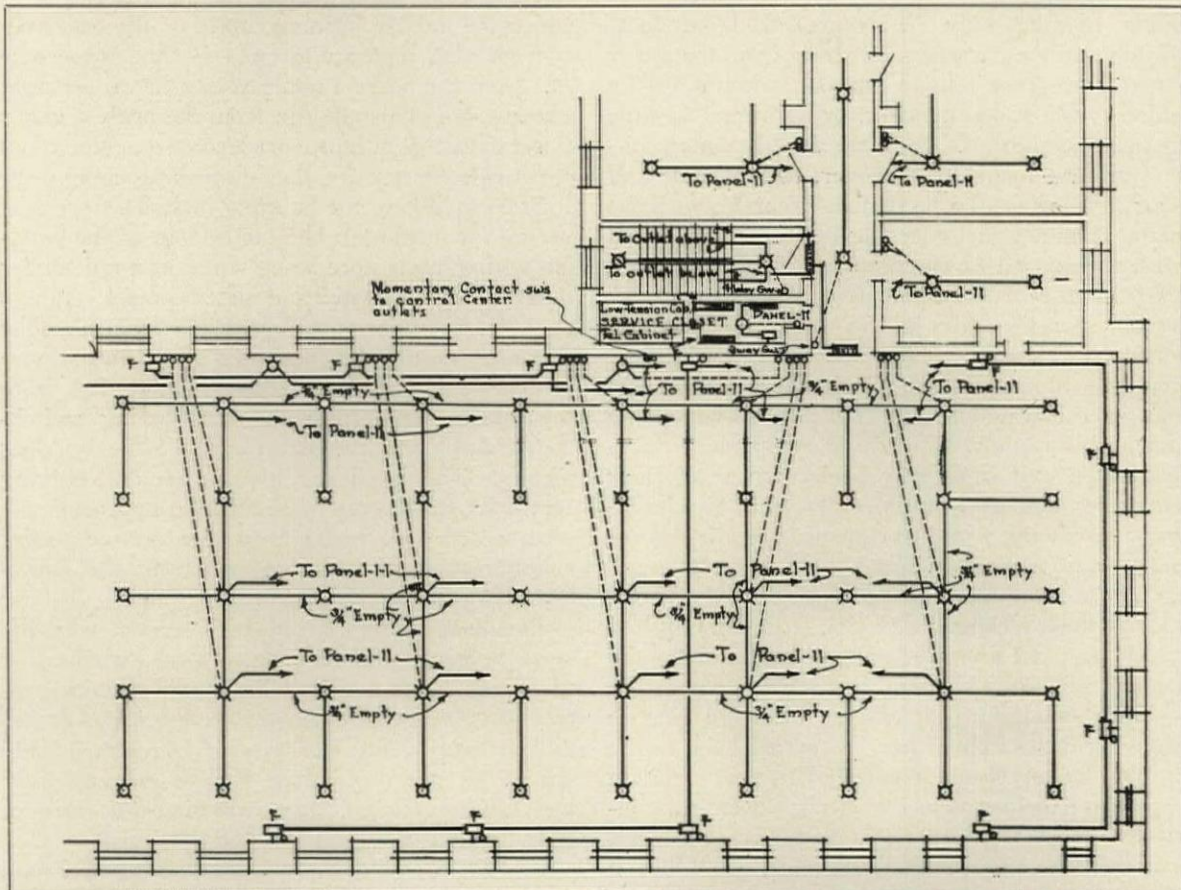 To Panel-11
To Panel-11
To Outlet above
To outlet below
To Panel-11
Momentary Contact sws
to control Center
outlets
Low-Tension Cab.
SERVICE CLOSET
Tel. Cabinet
PANEL-11
F
F
F
F
F
3/4" Empty
To Panel-11
3/4" Empty
To Panel-11
To Panel-11
F
To Panel-1-1
To Panel-11
3/4" Empty
3/4" Empty
3/4" Empty
To Panel-11
To Panel-11
3/4" Empty
3/4" Empty
F
F
F
F
F